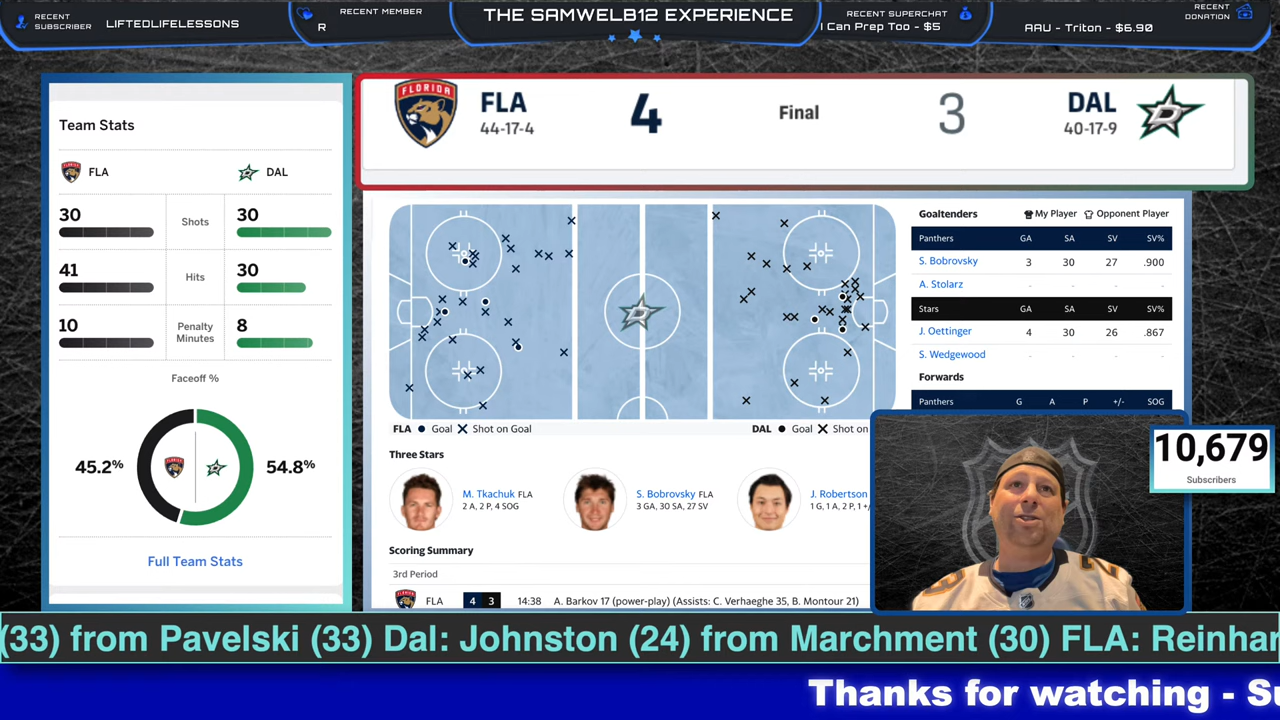 RECENT SUBSCRIBER
LIFTEDLIFELESSONS
RECENT MEMBER
R
THE SAMWELB12 EXPERIENCE
RECENT SUPERCHAT
I Can Prep Too - $5
RECENT DONATION
AAU - Triton - $6.90
Team Stats
FLA DAL
30 Shots 30
41 Hits 30
10 Penalty Minutes 8
Faceoff %
45.2% 54.8%
Full Team Stats
FLORIDA
FLA 4 Final 3 DAL
44-17-4 40-17-9
FLA Goal Shot on Goal
DAL Goal Shot on
Goaltenders My Player Opponent Player
Panthers GA SA SV SV%
S. Bobrovsky 3 30 27 .900
A. Stolarz - - - -
Stars GA SA SV SV%
J. Oettinger 4 30 26 .867
S. Wedgewood - - - -
Forwards
Panthers G A P +/- SOG
Three Stars
M. Tkachuk FLA
2 A, 2 P, 4 SOG
S. Bobrovsky FLA
3 GA, 30 SA, 27 SV
J. Robertson
1 G, 1 A, 2 P, 1 +/
Scoring Summary
3rd Period
FLA 4 3 14:38 A. Barkov 17 (power-play) (Assists: C. Verhaeghe 35, B. Montour 21)
10,679
Subscribers
(33) from Pavelski (33) Dal: Johnston (24) from Marchment (30) FLA: Reinhar
Thanks for watching - Su